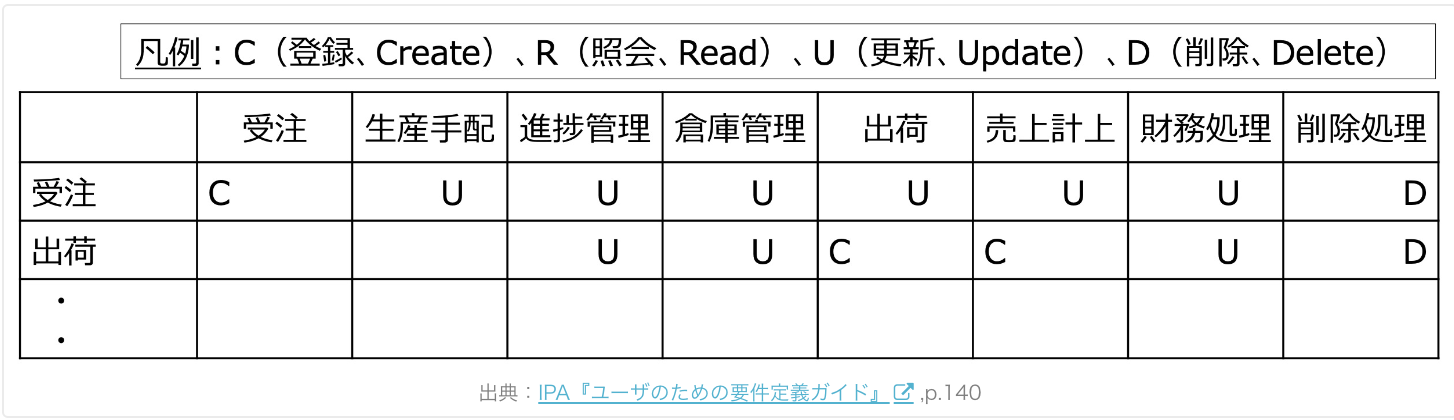 凡例：C（登録、Create）、R（照会、Read）、U（更新、Update）、D（削除、Delete）
受注 生産手配 進捗管理 倉庫管理 出荷 売上計上 財務処理 削除処理
受注 C U U U U U U D
出荷 U U C C U D
・
・
出典：IPA『ユーザのための要件定義ガイド』 ,p.140